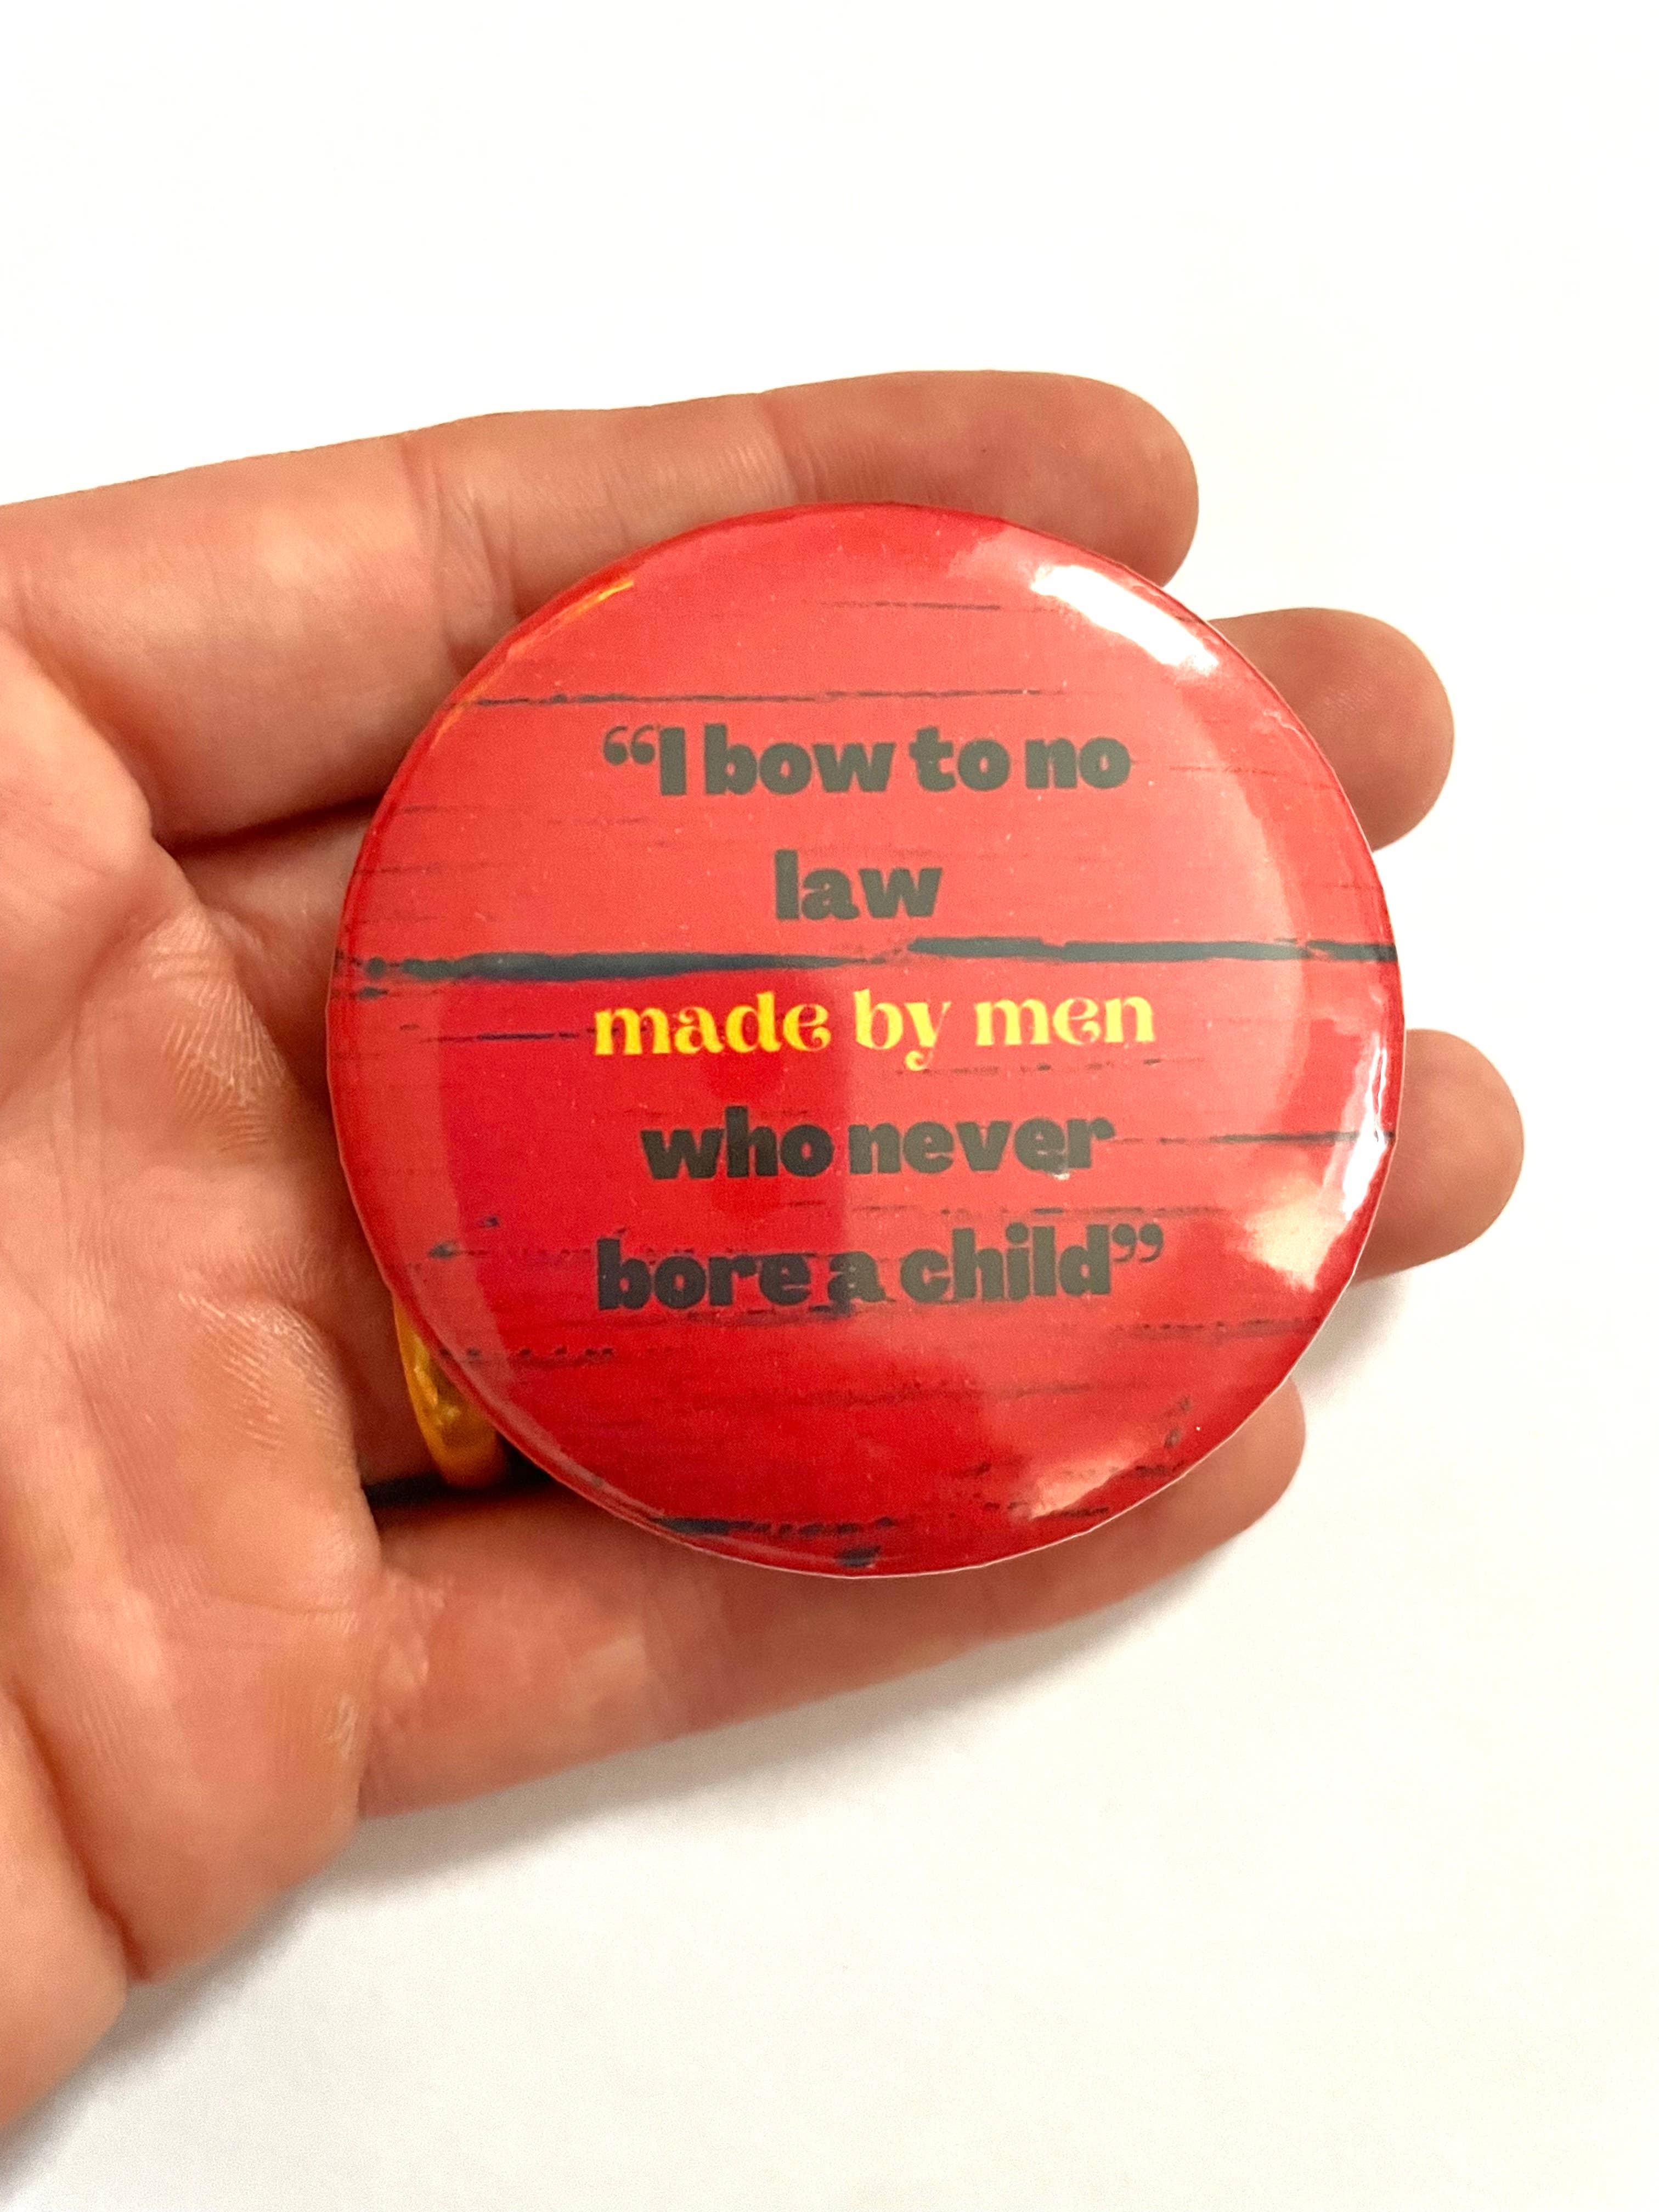 “I bow to no
law
made by men
who never
bore a child”